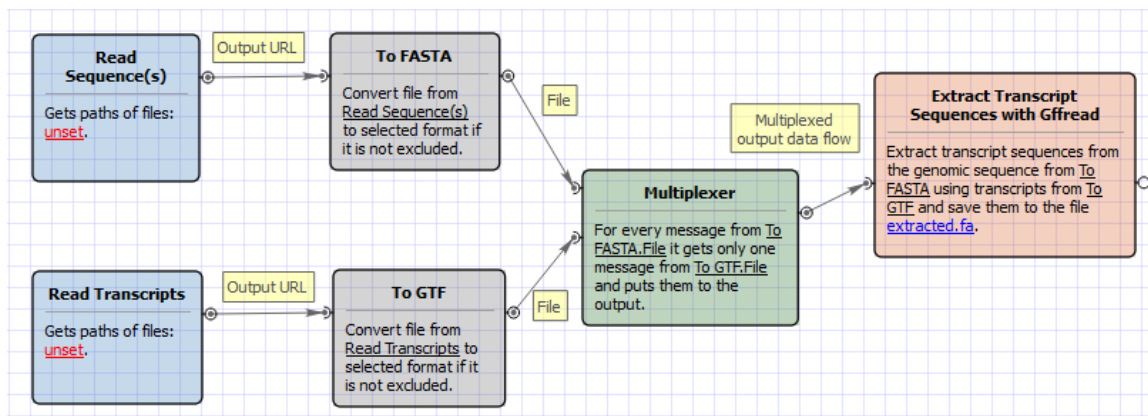 Read
Sequence(s)
Gets paths of files:
unset.
Output URL
To FASTA
Convert file from
Read Sequence(s)
to selected format if
it is not excluded.
File
Read Transcripts
Gets paths of files:
unset.
Output URL
To GTF
Convert file from
Read Transcripts to
selected format if it
is not excluded.
File
Multiplexer
For every message from To
FASTA.File it gets only one
message from To GTF.File
and puts them to the
output.
Multiplexed
output data flow
Extract Transcript
Sequences with Gffread
Extract transcript sequences from
the genomic sequence from To
FASTA using transcripts from To
GTF and save them to the file
extracted.fa.